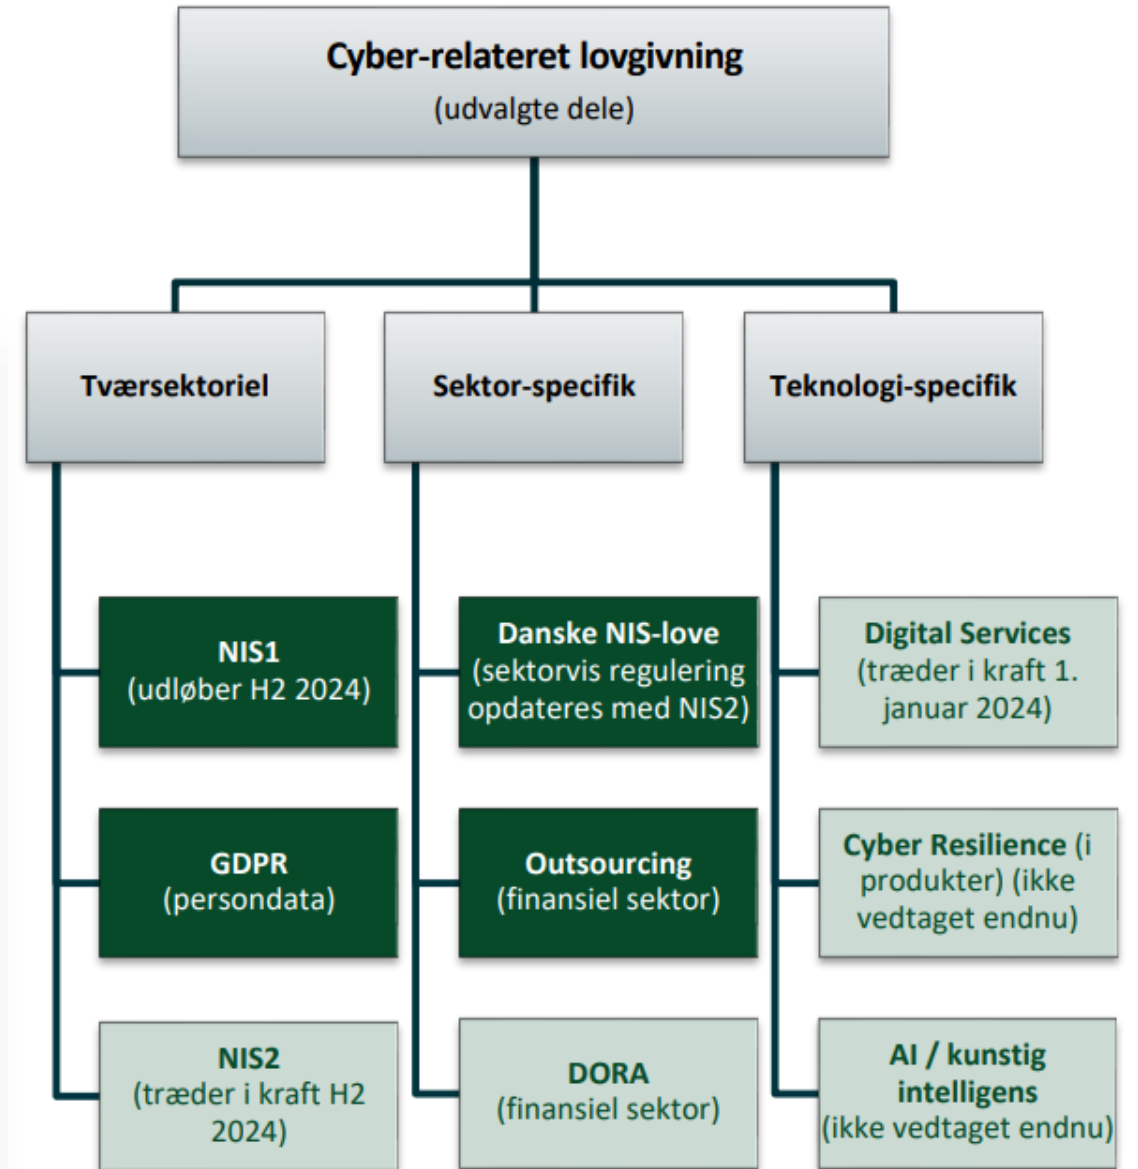 Cyber-relateret lovgivning
(udvalgte dele)
Tværsektoriel
Sektor-specifik
Teknologi-specifik
NIS1
(udløber H2 2024)
Danske NIS-love
(sektorvis regulering
opdateres med NIS2)
Digital Services
(træder i kraft 1.
januar 2024)
GDPR
(persondata)
Outsourcing
(finansiel sektor)
Cyber Resilience (i
produkter) (ikke
vedtaget endnu)
NIS2
(træder i kraft H2
2024)
DORA
(finansiel sektor)
AI / kunstig
intelligens
(ikke vedtaget endnu)